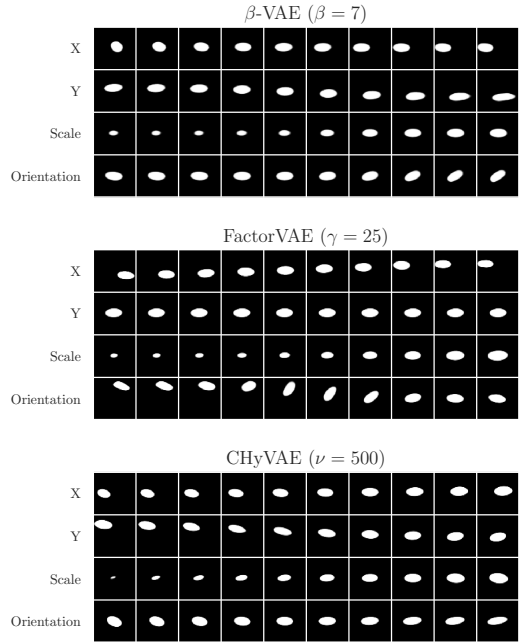 β-VAE (β = 7)
X
Y
Scale
Orientation
FactorVAE (γ = 25)
X
Y
Scale
Orientation
CHyVAE (ν = 500)
X
Y
Scale
Orientation